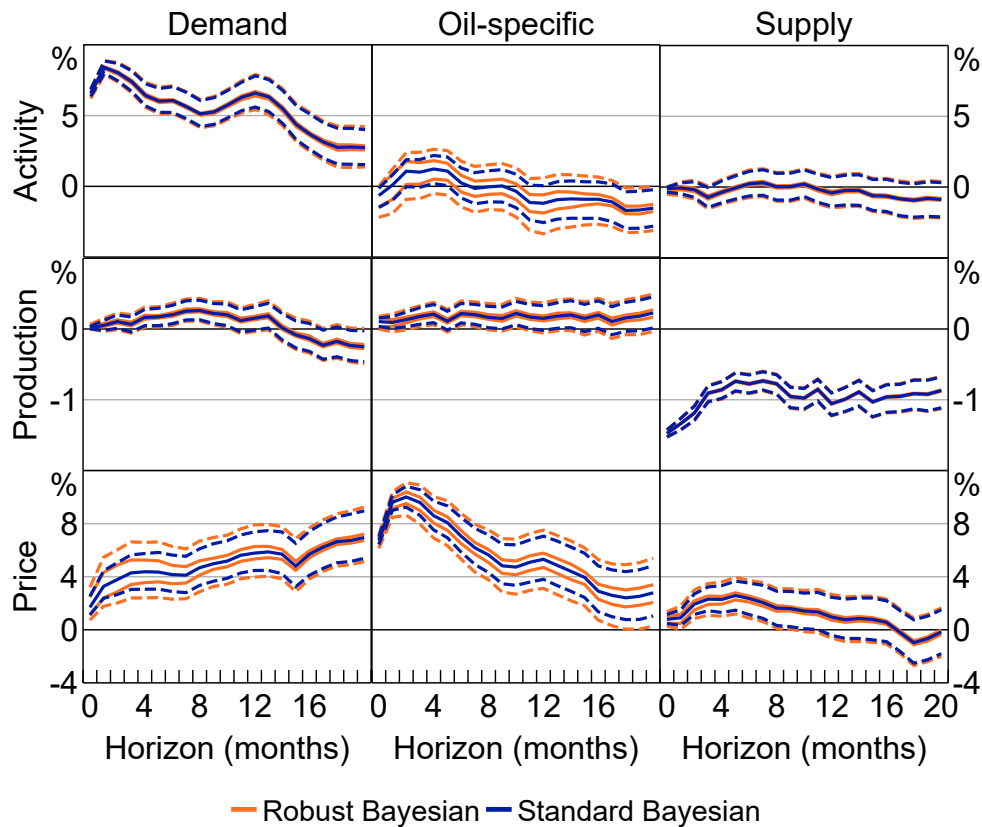 Demand Oil-specific Supply
% %
Activity
5 5
0 0
% %
Production
0 0
-1 -1
% %
Price
8 8
4 4
0 0
-4 -4
0 4 8 12 16 0 4 8 12 16 0 4 8 12 16 20
Horizon (months) Horizon (months) Horizon (months)
Robust Bayesian Standard Bayesian